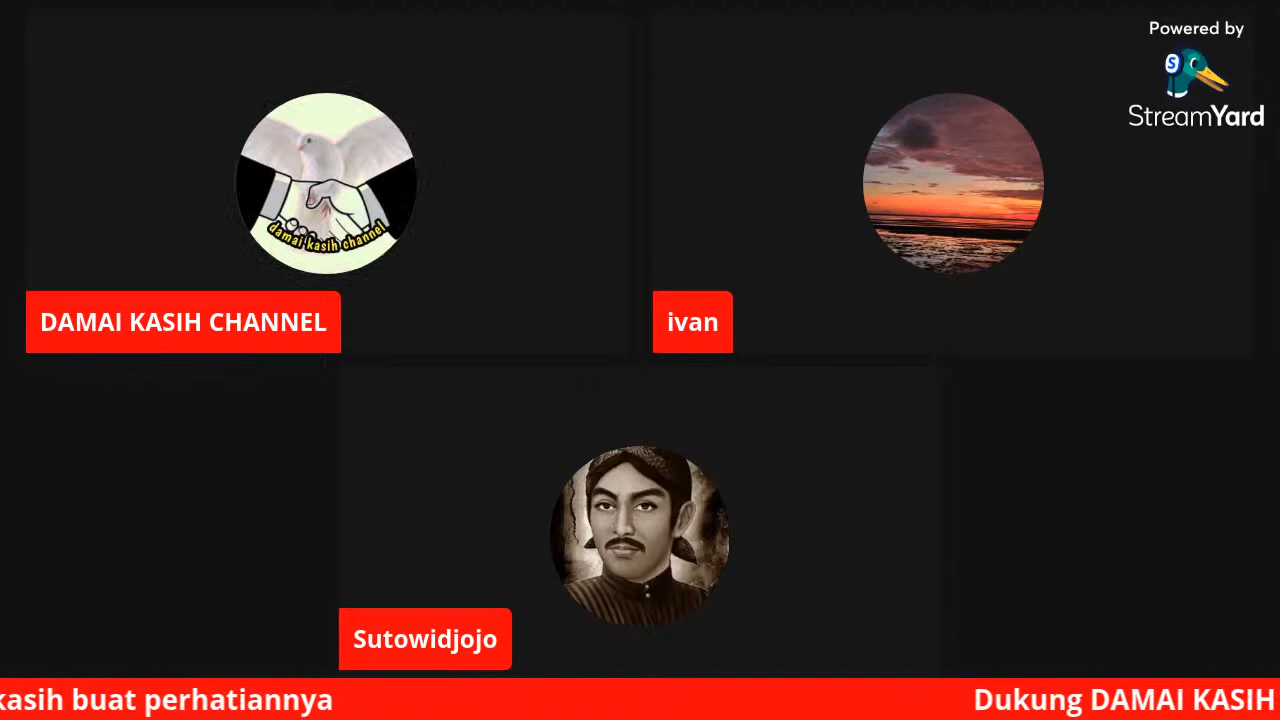 Powered by
S
StreamYard
damai kasih channel
DAMAI KASIH CHANNEL
ivan
Sutowidjojo
kasih buat perhatiannya
Dukung DAMAI KASIH